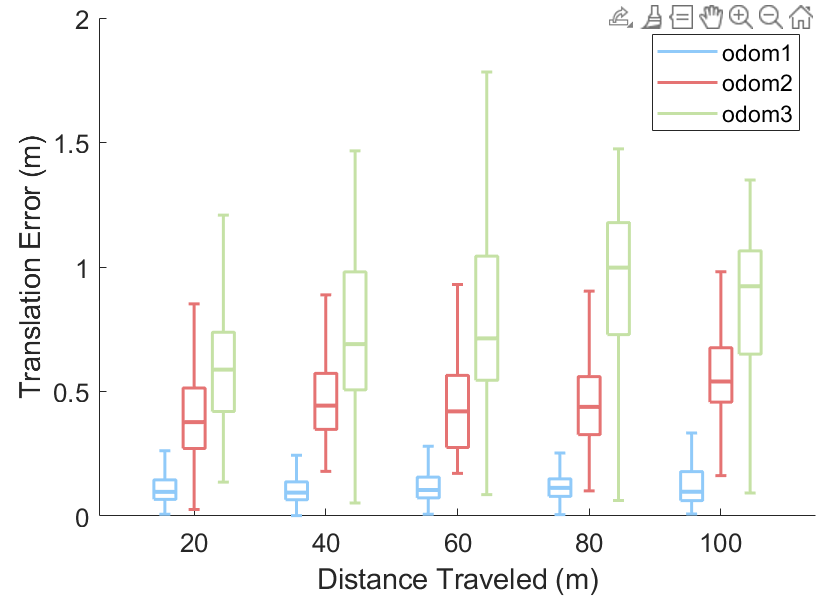 2
1.5
1
0.5
0
Translation Error (m)
odom1
odom2
odom3
20 40 60 80 100
Distance Traveled (m)